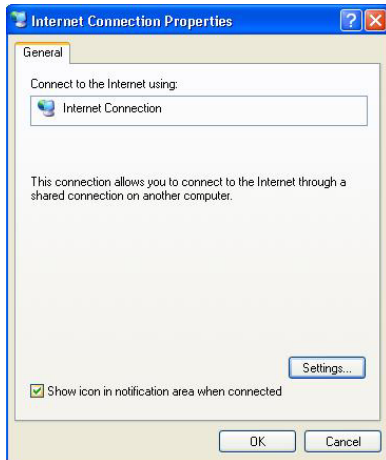 Internet Connection Properties
General
Connect to the Internet using:
Internet Connection
This connection allows you to connect to the Internet through a
shared connection on another computer.
Settings...
Show icon in notification area when connected
OK
Cancel